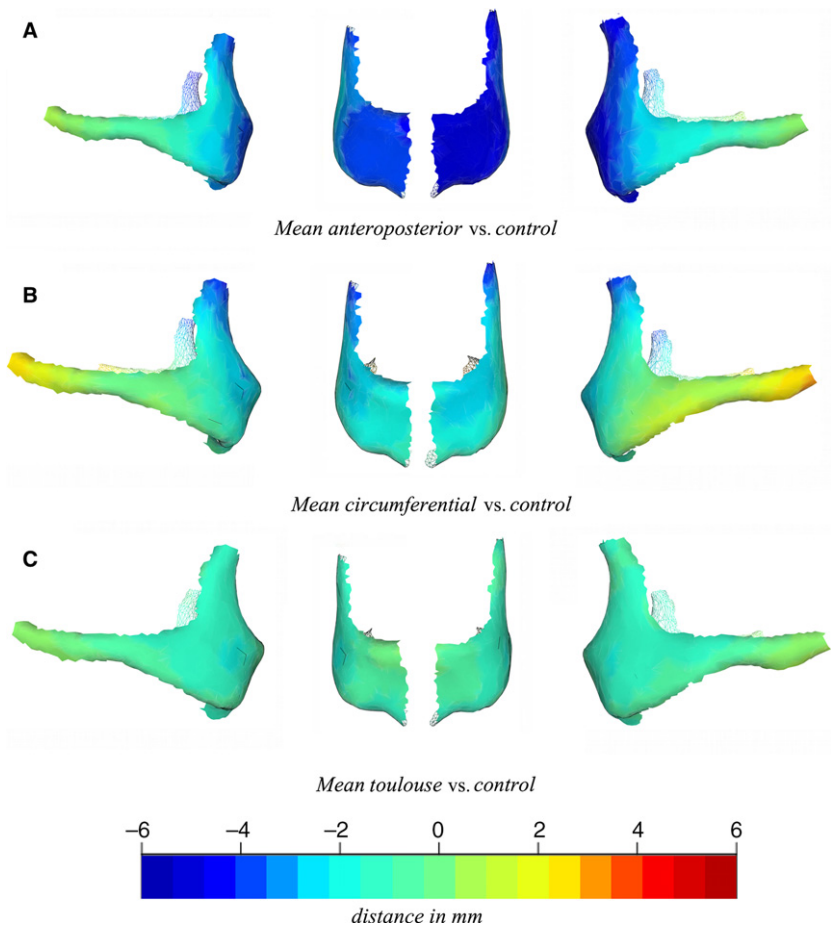 A
Mean anteroposterior vs. control
B
Mean circumferential vs. control
C
Mean toulouse vs. control
−6 −4 −2 0 2 4 6
distance in mm